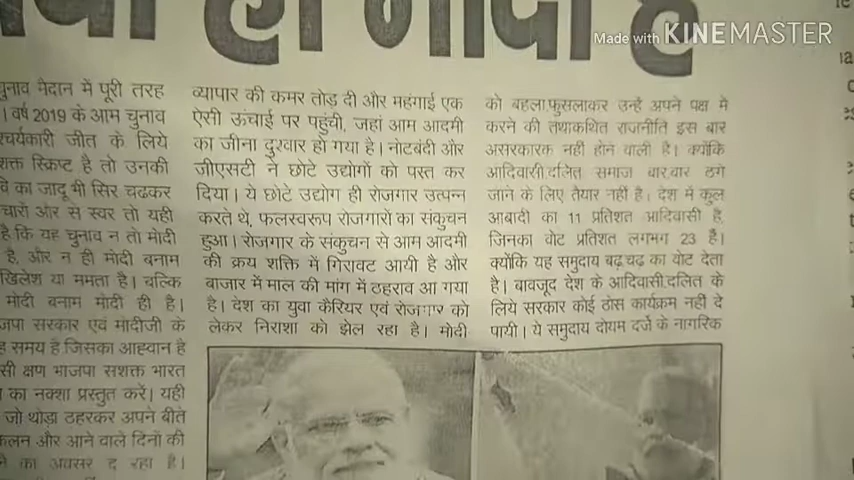 हो मोदी है
Made with KINEMASTER
चुनाव मैदान में पूरी तरह
। वर्ष 2019 के आम चुनाव
जीत के लिये
स्क्रिप्ट है तो उनकी
का जादू भी सिर चढकर
ओर से स्वर तो यही
है कि यह चुनाव न तो मोदी
है, और न ही मोदी बनाम
या ममता है। बल्कि
मोदी बनाम मोदी ही है।
सरकार एवं मोदीजी के
समय है जिसका आह्वान है
क्षण भाजपा सशक्त भारत
का नक्शा प्रस्तुत करें। यही
जो थोड़ा ठहरकर अपने बीते
और आने वाले दिनों की
का अवसर दे रहा है।
व्यापार की कमर तोड़ दी और महंगाई एक
ऐसी ऊंचाई पर पहुंची, जहां आम आदमी
का जीना दुश्वार हो गया है। नोटबंदी और
जीएसटी ने छोटे उद्योगों को पस्त कर
दिया। ये छोटे उद्योग ही रोजगार उत्पन्न
करते थे, फलस्वरूप रोजगारों का संकुचन
हुआ। रोजगार के संकुचन से आम आदमी
की क्रय शक्ति में गिरावट आयी है और
बाजार में माल की मांग में ठहराव आ गया
है। देश का युवा कैरियर एवं रोजगार को
लेकर निराशा को झेल रहा है। मोदी
को बहला.फुसलाकर उन्हें अपने पक्ष में
करने की तथाकथित राजनीति इस बार
असरकारक नहीं होने वाली है। क्योंकि
आदिवासी.दलित समाज बार.बार ठगे
जाने के लिए तैयार नहीं है। देश में कुल
आबादी का 11 प्रतिशत आदिवासी है,
जिनका वोट प्रतिशत लगभग 23 है।
क्योंकि यह समुदाय बढ़.चढ का वोट देता
है। बावजूद देश के आदिवासी.दलित के
लिये सरकार कोई ठोस कार्यक्रम नहीं दे
पायी। ये समुदाय दोयम दर्जे के नागरिक